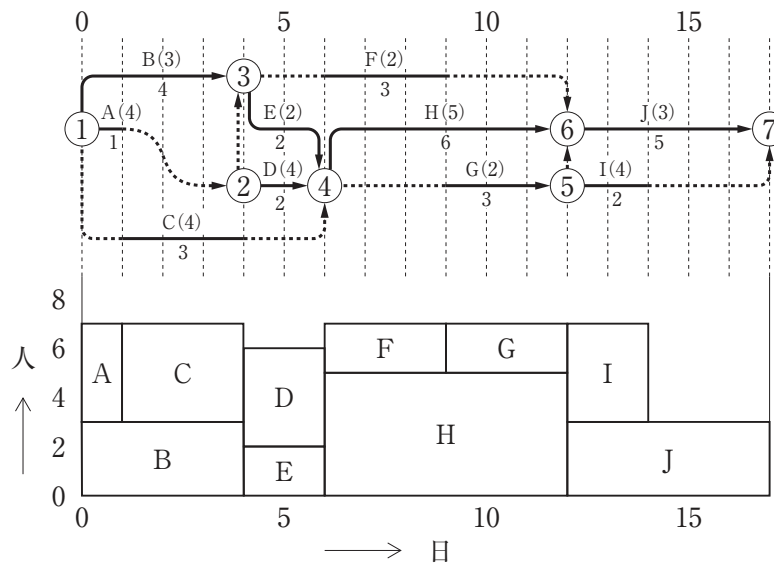 0 5 10 15
B(3) F(2)
4 3
③
A(4) E(2) H(5) J(3)
① ⑥ ⑦
1 2 6 5
D(4) G(2) I(4)
② ④ ⑤
2 3 2
C(4)
3
8
6
4
2
0
人
A C F G I
D
B E H J
0 5 10 15
日